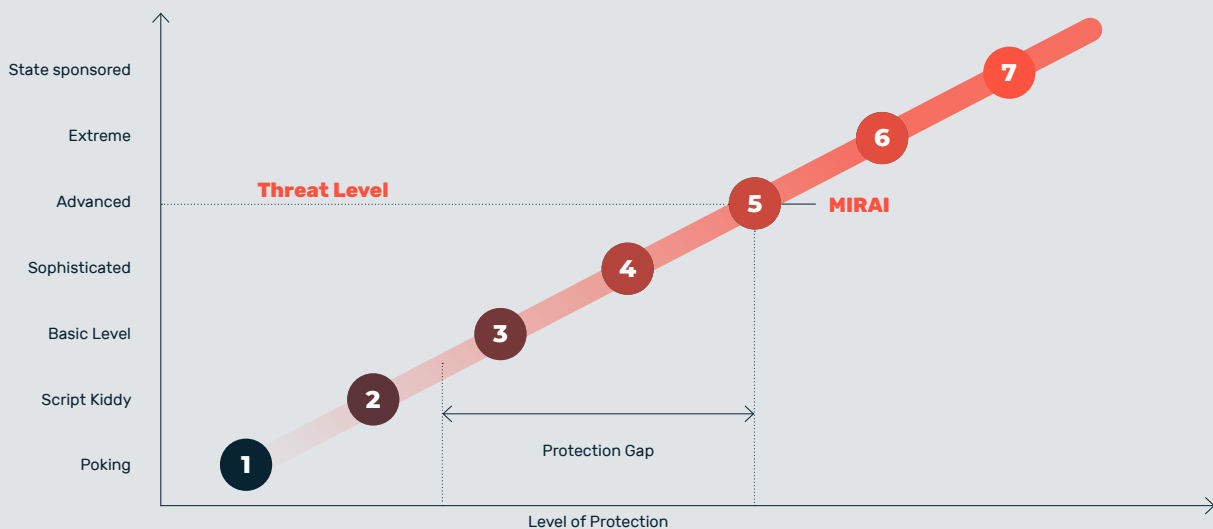 State sponsored
7
Extreme
6
Threat Level
Advanced
5
MIRAI
Sophisticated
4
Basic Level
3
Script Kiddy
2
Protection Gap
Poking
1
Level of Protection